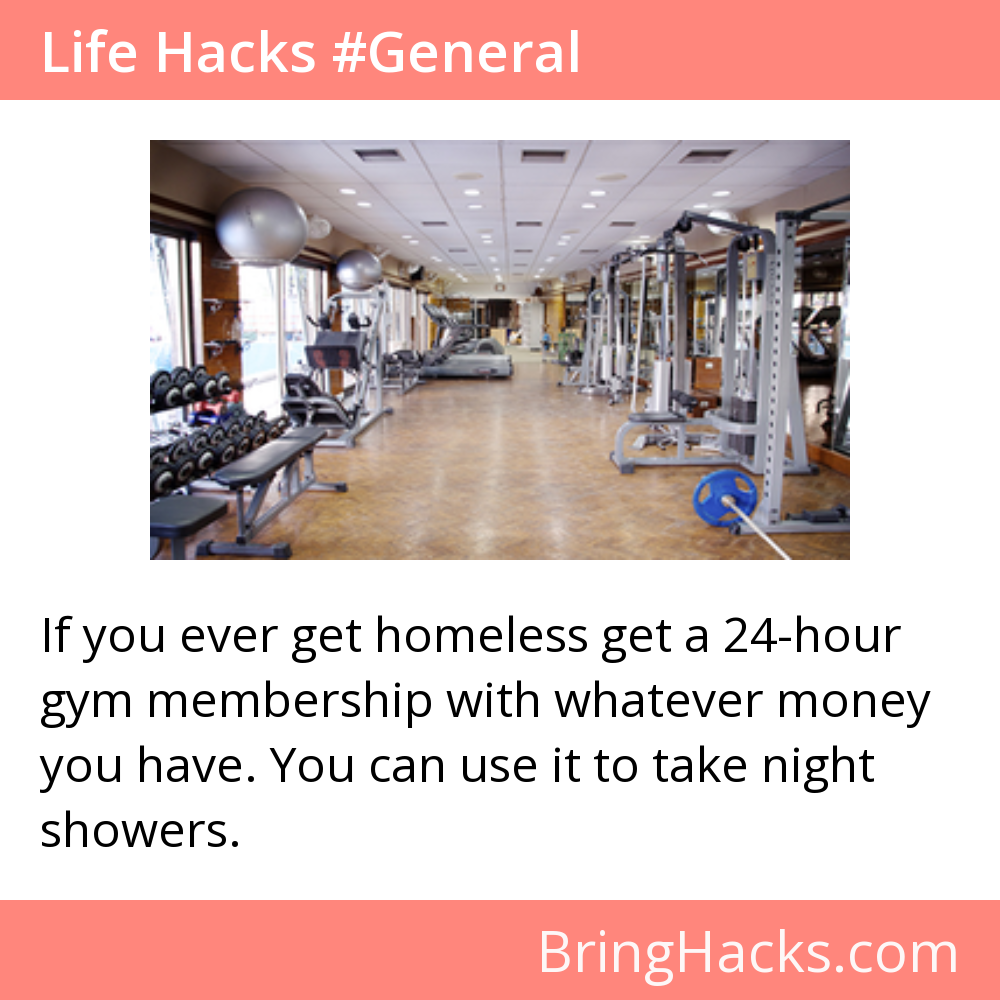 Life Hacks #General
If you ever get homeless get a 24-hour
gym membership with whatever money
you have. You can use it to take night
showers.
BringHacks.com